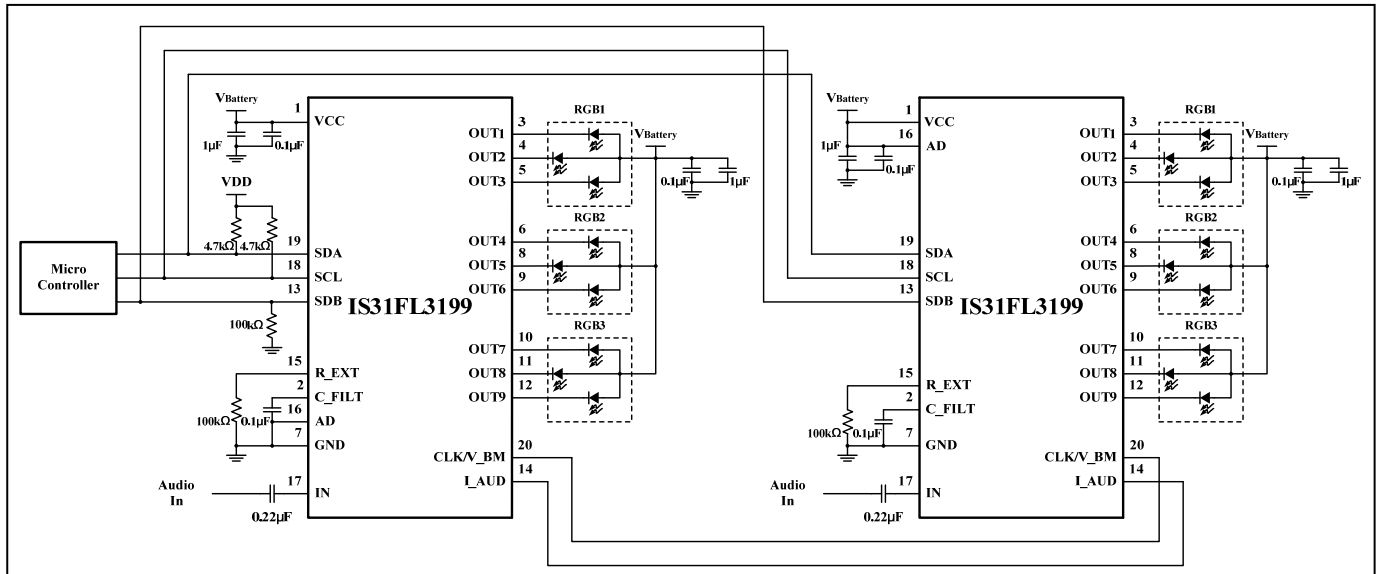 Micro
Controller
VBattery
1
VCC
1µF
0.1µF
VDD
4.7kΩ
4.7kΩ
19
SDA
18
SCL
13
SDB
100kΩ
IS31FL3199
15
R_EXT
2
C_FILT
16
AD
100kΩ
0.1µF
7
GND
Audio
In
17
IN
0.22µF
OUT1
3
OUT2
4
OUT3
5
OUT4
6
OUT5
8
OUT6
9
OUT7
10
OUT8
11
OUT9
12
CLK/V_BM
20
I_AUD
14
RGB1
RGB2
RGB3
VBattery
0.1µF
1µF
VBattery
1
VCC
16
AD
1µF
0.1µF
19
SDA
18
SCL
13
SDB
IS31FL3199
15
R_EXT
2
C_FILT
100kΩ
0.1µF
7
GND
Audio
In
17
IN
0.22µF
OUT1
3
OUT2
4
OUT3
5
OUT4
6
OUT5
8
OUT6
9
OUT7
10
OUT8
11
OUT9
12
CLK/V_BM
20
I_AUD
14
RGB1
RGB2
RGB3
VBattery
0.1µF
1µF